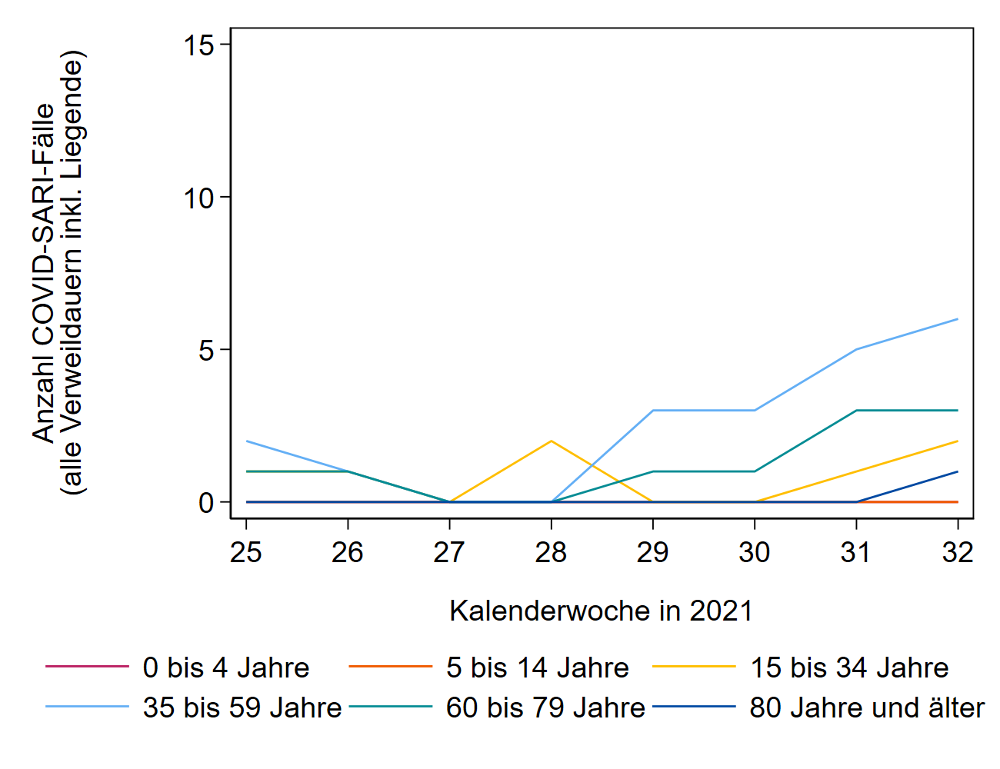 Anzahl COVID-SARI-Fälle
(alle Verweildauern inkl. Liegende)
15
10
5
0
25 26 27 28 29 30 31 32
Kalenderwoche in 2021
0 bis 4 Jahre 5 bis 14 Jahre 15 bis 34 Jahre
35 bis 59 Jahre 60 bis 79 Jahre 80 Jahre und älter